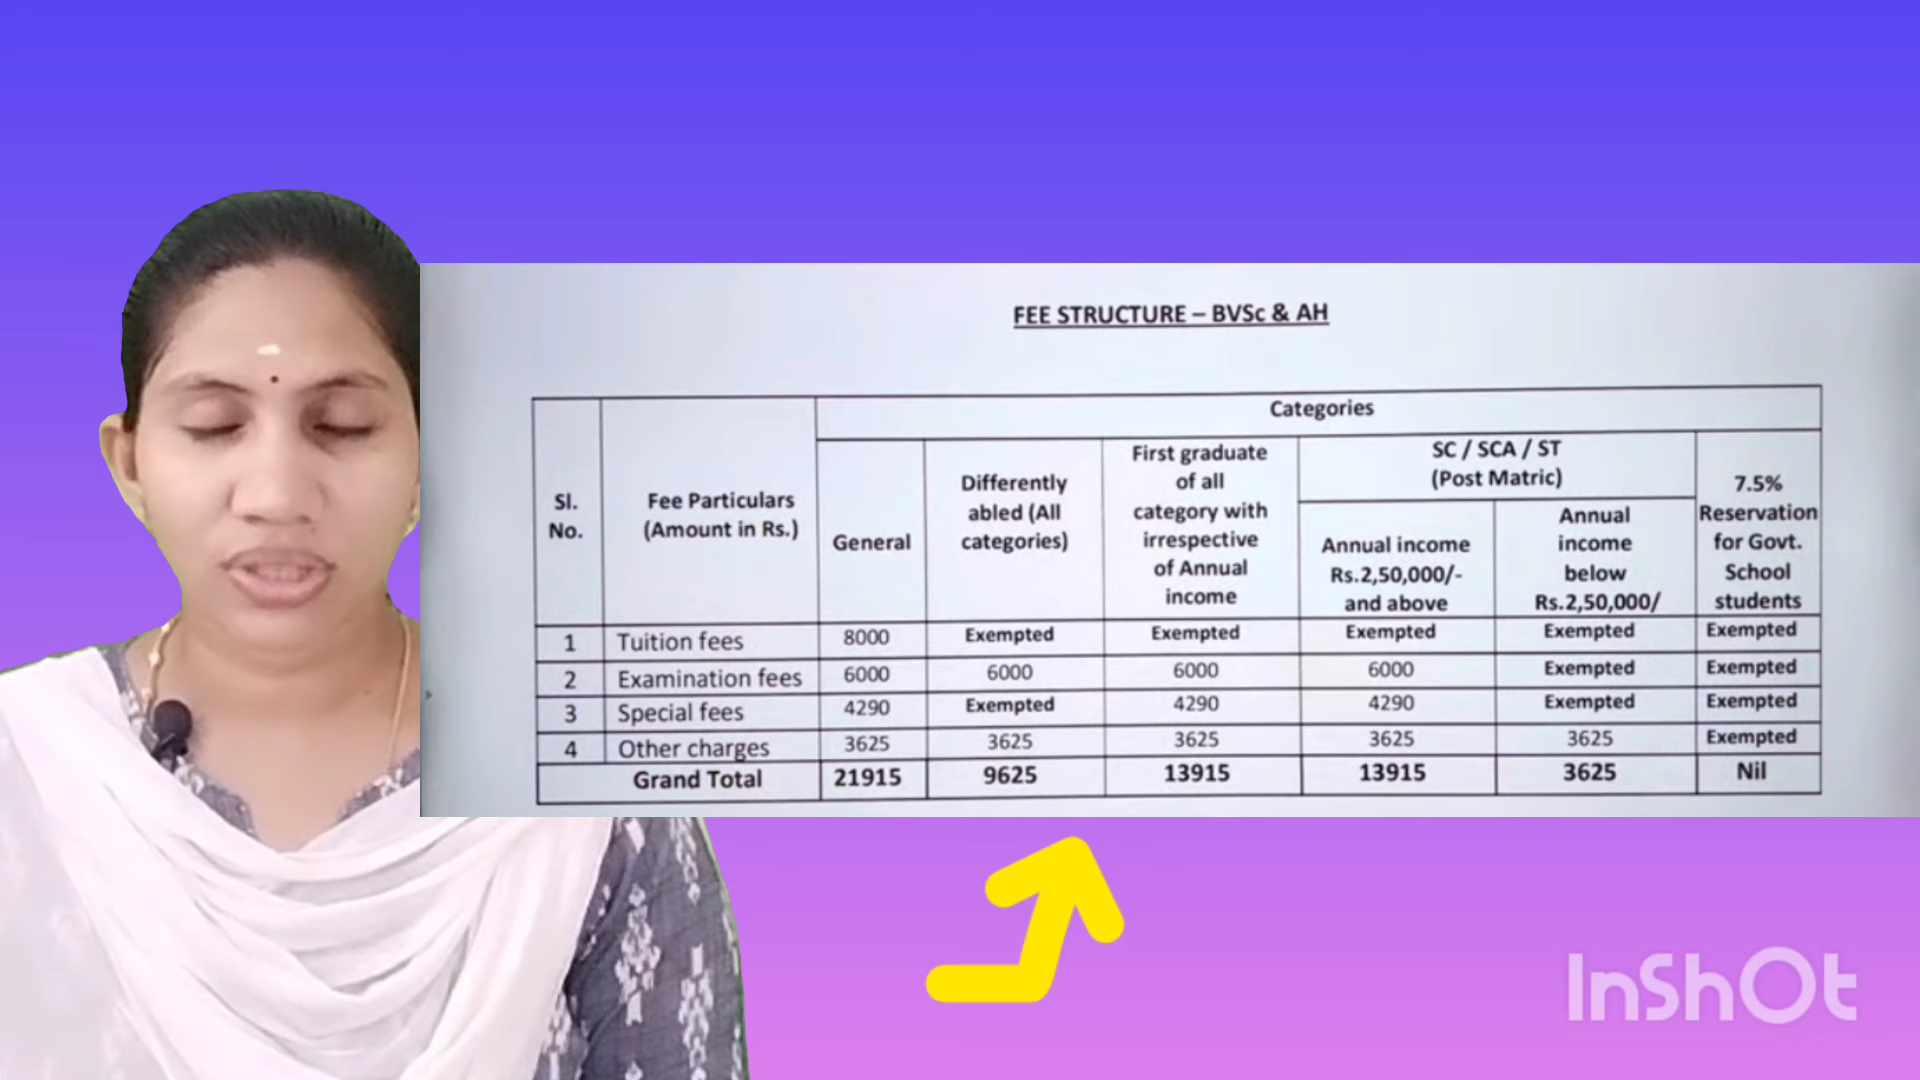 FEE STRUCTURE – BVSc & AH
Categories
Sl.
No.
Fee Particulars
(Amount in Rs.)
General
Differently
abled (All
categories)
First graduate
of all
category with
irrespective
of Annual
income
SC / SCA / ST
(Post Matric)
Annual income
Rs.2,50,000/-
and above
Annual
income
below
Rs.2,50,000/
7.5%
Reservation
for Govt.
School
students
1 Tuition fees 8000 Exempted Exempted Exempted Exempted Exempted
2 Examination fees 6000 6000 6000 6000 Exempted Exempted
3 Special fees 4290 Exempted 4290 4290 Exempted Exempted
4 Other charges 3625 3625 3625 3625 3625 Exempted
Grand Total 21915 9625 13915 13915 3625 Nil
InShOt